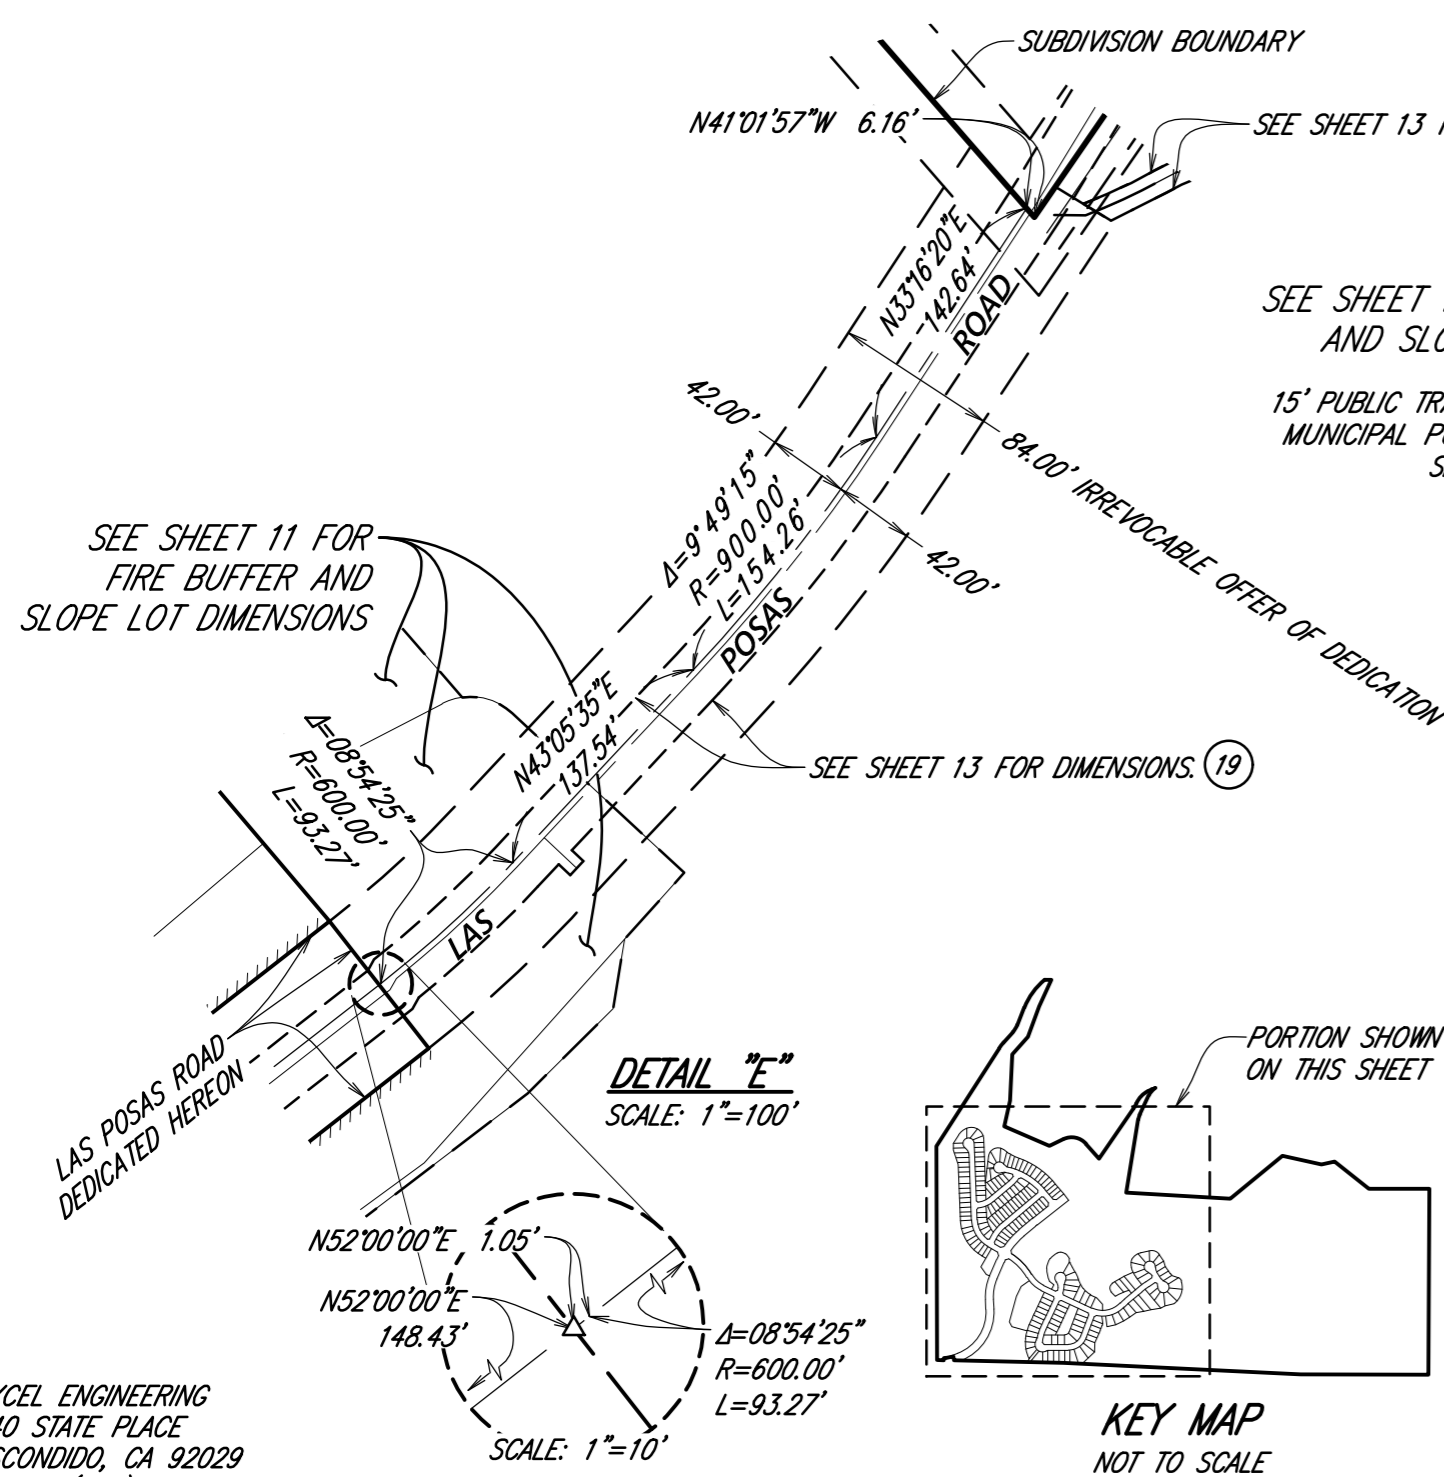 SUBDIVISION BOUNDARY
N41°01'57"W 6.16'
SEE SHEET 13
N33°16'20"E
142.64'
ROAD
SEE SHEET
AND
15' PUBLIC
MUNICIPAL
42.00'
84.00' IRREVOCABLE OFFER OF DEDICATION
Δ=9°49'15"
R=900.00'
L=154.26'
42.00'
POSAS
SEE SHEET 11 FOR
FIRE BUFFER AND
SLOPE LOT DIMENSIONS
N43°05'35"E
137.54'
SEE SHEET 13 FOR DIMENSIONS. 19
Δ=08°54'25"
R=600.00'
L=93.27'
LAS
LAS POSAS ROAD
DEDICATED HEREON
DETAIL "E"
SCALE: 1"=100'
PORTION SHOWN
ON THIS SHEET
N52°00'00"E 1.05'
N52°00'00"E
148.43'
Δ=08°54'25"
R=600.00'
L=93.27'
SCALE: 1"=10'
KEY MAP
NOT TO SCALE
ENGINEERING
STATE PLACE
CA 92029